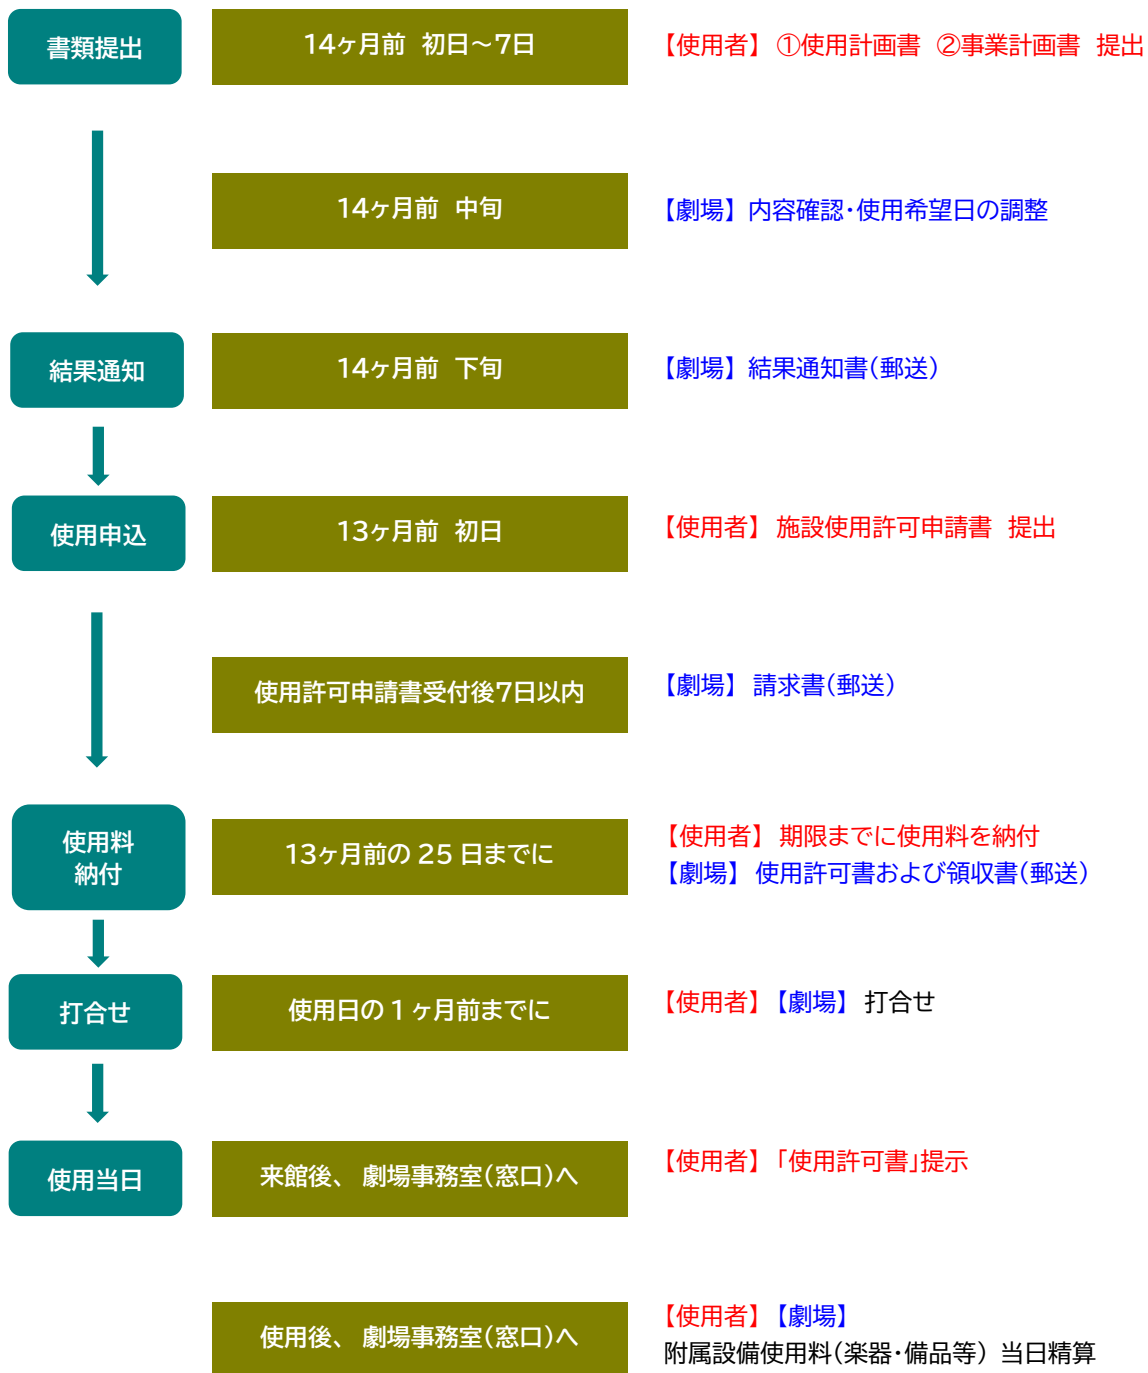 書類提出
14ヶ月前 初日～7日
【使用者】 ①使用計画書 ②事業計画書 提出
14ヶ月前 中旬
【劇場】 内容確認・使用希望日の調整
結果通知
14ヶ月前 下旬
【劇場】 結果通知書（郵送）
使用申込
13ヶ月前 初日
【使用者】 施設使用許可申請書 提出
使用許可申請書受付後7日以内
【劇場】 請求書（郵送）
使用料
納付
13ヶ月前の 25 日までに
【使用者】 期限までに使用料を納付
【劇場】 使用許可書および領収書（郵送）
打合せ
使用日の 1 ヶ月前までに
【使用者】【劇場】 打合せ
使用当日
来館後、 劇場事務室（窓口）へ
【使用者】「使用許可書」提示
使用後、 劇場事務室（窓口）へ
【使用者】【劇場】
附属設備使用料（楽器・備品等） 当日精算